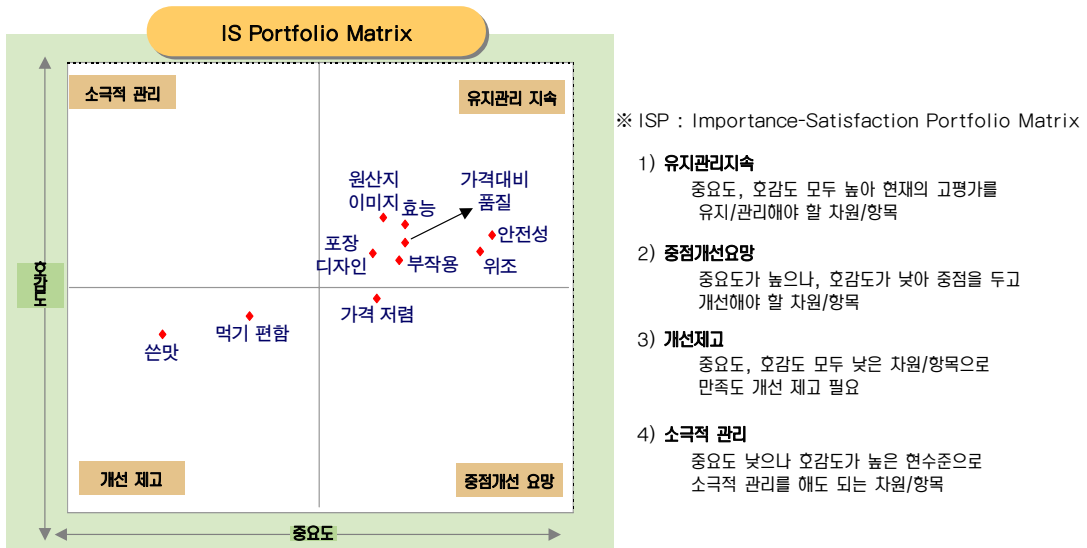 IS Portfolio Matrix
소극적 관리
유지관리 지속
원산지
이미지
효능
가격대비
품질
안전성
포장
디자인
부작용
위조
호감도
가격 저렴
먹기 편함
쓴맛
개선 제고
중점개선 요망
중요도
※ ISP : Importance-Satisfaction Portfolio Matrix
1) 유지관리지속
중요도, 호감도 모두 높아 현재의 고평가를
유지/관리해야 할 차원/항목
2) 중점개선요망
중요도가 높으나, 호감도가 낮아 중점을 두고
개선해야 할 차원/항목
3) 개선제고
중요도, 호감도 모두 낮은 차원/항목으로
만족도 개선 제고 필요
4) 소극적 관리
중요도 낮으나 호감도가 높은 현수준으로
소극적 관리를 해도 되는 차원/항목